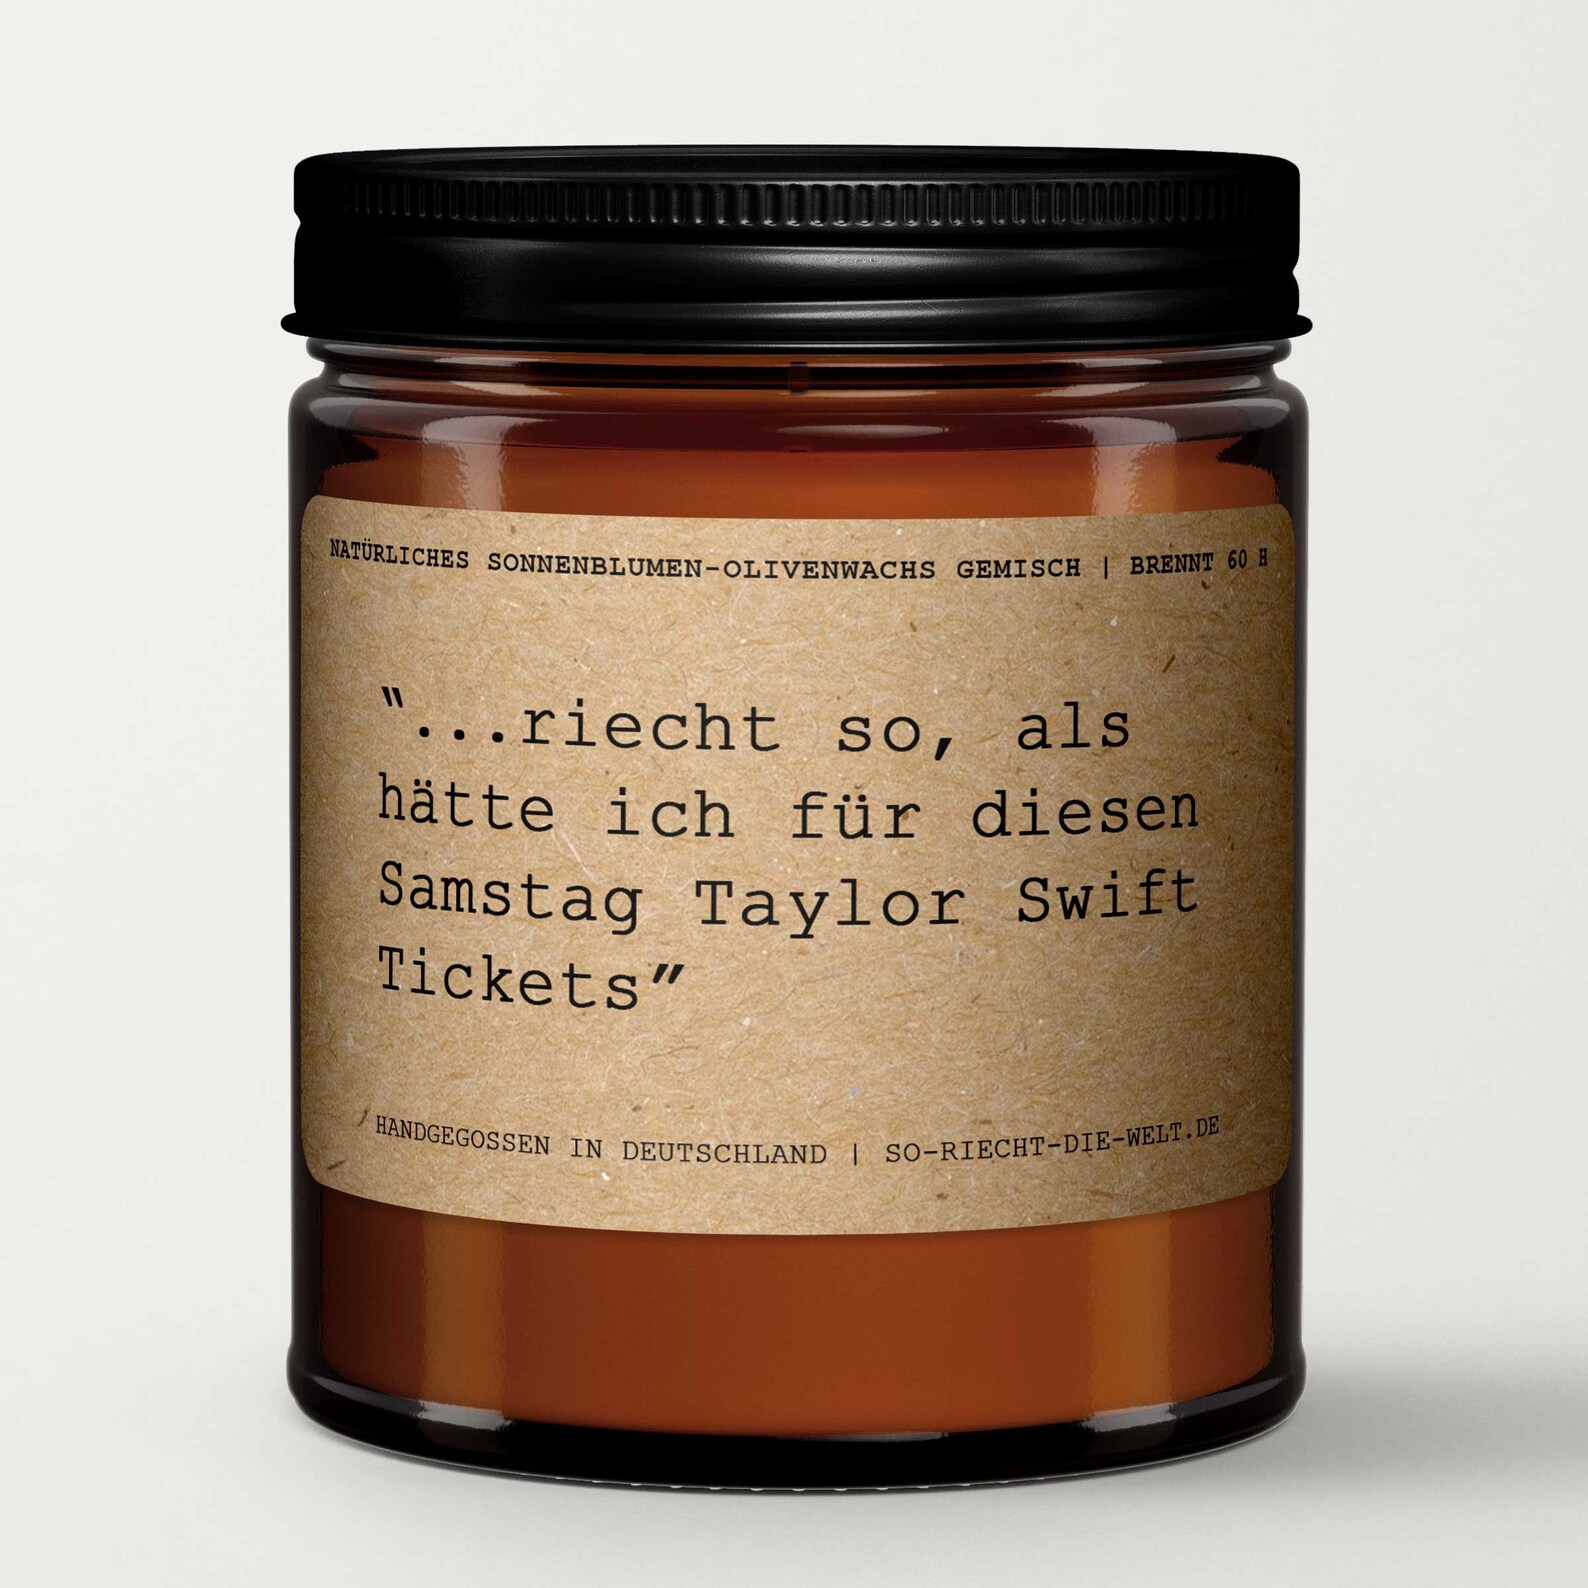 NATÜRLICHES SONNENBLUMEN-OLIVENWACHS GEMISCH | BRENNT 60 H
“...riecht so, als
hätte ich für diesen
Samstag Taylor Swift
Tickets”
HANDGEGOSSEN IN DEUTSCHLAND | SO-RIECHT-DIE-WELT.DE